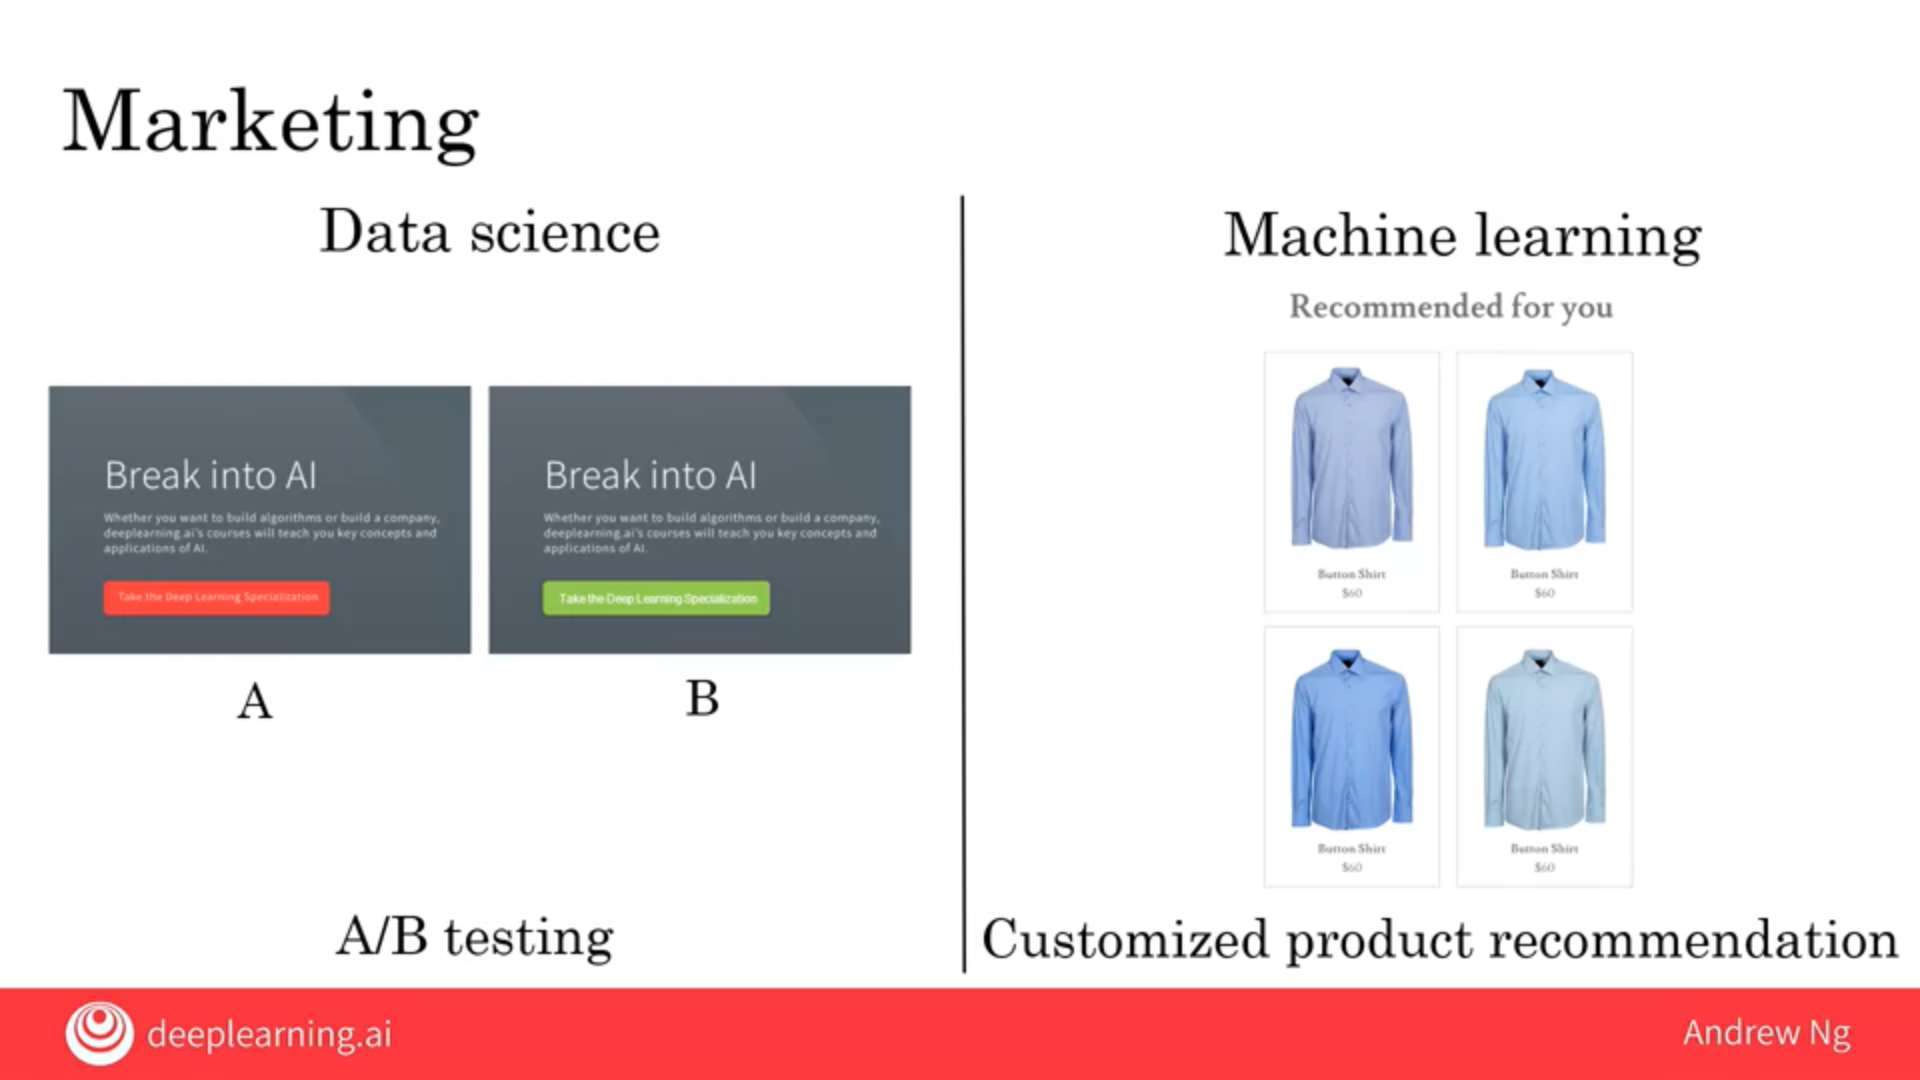 Marketing
Data science
Break into AI
Whether you want to build algorithms or build a company,
deeplearning.ai's courses will teach you key concepts and
applications of AI.
Take the Deep Learning Specialization
A
Break into AI
Whether you want to build algorithms or build a company,
deeplearning.ai's courses will teach you key concepts and
applications of AI.
Take the Deep Learning Specialization
B
A/B testing
Machine learning
Recommended for you
Button Shirt
$60
Button Shirt
$60
Button Shirt
$60
Button Shirt
$60
Customized product recommendation
deeplearning.ai
Andrew Ng